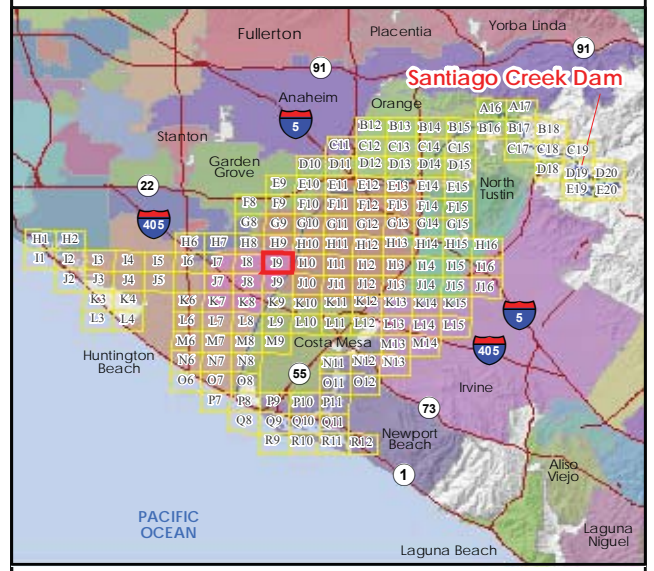 Fullerton
Placentia
Yorba Linda
91
91
Santiago Creek Dam
Anaheim
Orange
A16 A17
5
B12 B13 B14 B15 B16 B17 B18
Stanton
C11 C12 C13 C14 C15 C17 C18 C19
Garden
Grove
D10 D11 D12 D13 D14 D15 D18 D19 D20
22
E9 E10 E11 E12 E13 E14 E15 E19 E20
North
Tustin
F8 F9 F10 F11 F12 F13 F14 F15
405
G8 G9 G10 G11 G12 G13 G14 G15
H1 H2 H6 H7 H8 H9 H10 H11 H12 H13 H14 H15 H16
I1 I2 I3 I4 I5 I6 I7 I8 I9 I10 I11 I12 I13 I14 I15 I16
J2 J3 J4 J5 J7 J8 J9 J10 J11 J12 J13 J14 J15 J16
K3 K4 K6 K7 K8 K9 K10 K11 K12 K13 K14 K15
5
L3 L4 L6 L7 L8 L9 L10 L11 L12 L13 L14 L15
M6 M7 M8 M9 Costa Mesa M13 M14
405
Huntington
Beach
N6 N7 N8 N11 N12 N13
55
O6 O7 O8 O11 O12
Irvine
P7 P8 P9 P10 P11
73
Q8 Q9 Q10 Q11
Newport
Beach
R9 R10 R11 R12
1
Aliso
Viejo
PACIFIC
OCEAN
Laguna
Niguel
Laguna Beach